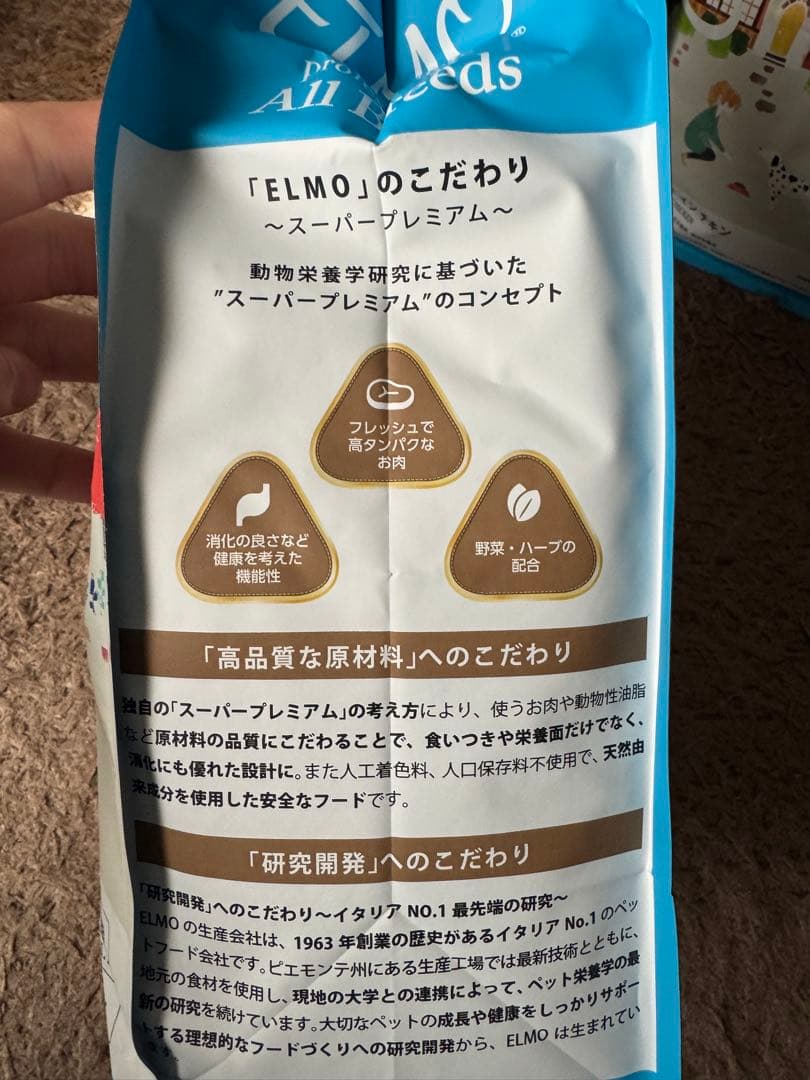 ELMO®
All Breeds
「ELMO」のこだわり
〜スーパープレミアム〜
動物栄養学研究に基づいた
"スーパープレミアム"のコンセプト
フレッシュで
高タンパクな
お肉
消化の良さなど
健康を考えた
機能性
野菜・ハーブの
配合
「高品質な原材料」へのこだわり
独自の「スーパープレミアム」の考え方により、使うお肉や動物性油脂
など原材料の品質にこだわることで、食いつきや栄養面だけでなく、
消化にも優れた設計に。また人工着色料、人口保存料不使用で、天然由
来成分を使用した安全なフードです。
「研究開発」へのこだわり
「研究開発」へのこだわり〜イタリア NO.1 最先端の研究〜
ELMO の生産会社は、1963 年創業の歴史があるイタリア No.1 のペッ
トフード会社です。ピエモンテ州にある生産工場では最新技術とともに、
地元の食材を使用し、現地の大学との連携によって、ペット栄養学の最
新の研究を続けています。大切なペットの成長や健康をしっかりサポー
トする理想的なフードづくりへの研究開発から、ELMO は生まれてい
ます。
チキン